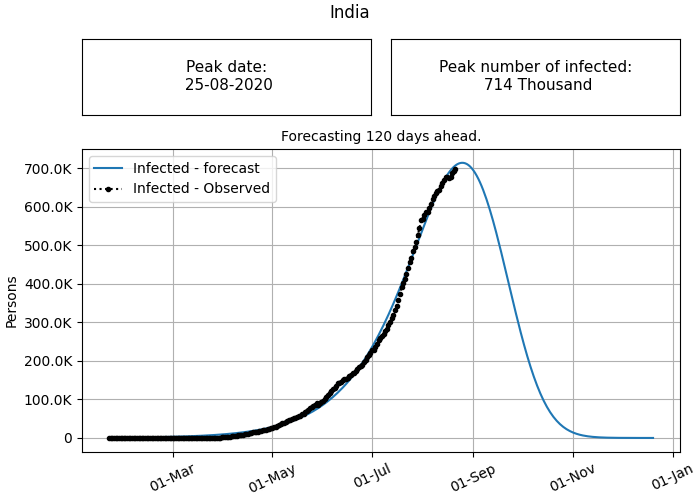 India
Peak date:
25-08-2020
Peak number of infected:
714 Thousand
Forecasting 120 days ahead.
Infected - forecast
Infected - Observed
700.0K
600.0K
500.0K
400.0K
300.0K
200.0K
100.0K
0
Persons
01-Mar
01-May
01-Jul
01-Sep
01-Nov
01-Jan